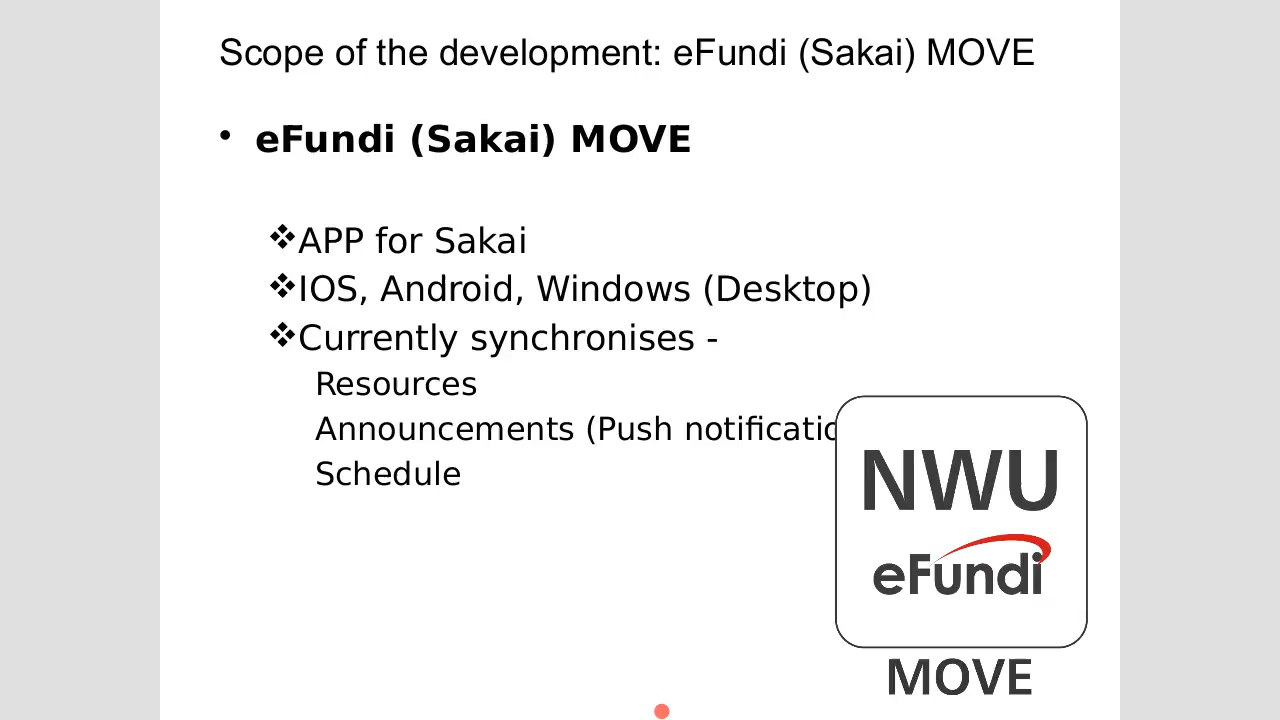 Scope of the development: eFundi (Sakai) MOVE
• eFundi (Sakai) MOVE
❖APP for Sakai
❖IOS, Android, Windows (Desktop)
❖Currently synchronises -
Resources
Announcements (Push notificatio
Schedule
NWU
eFundi
MOVE